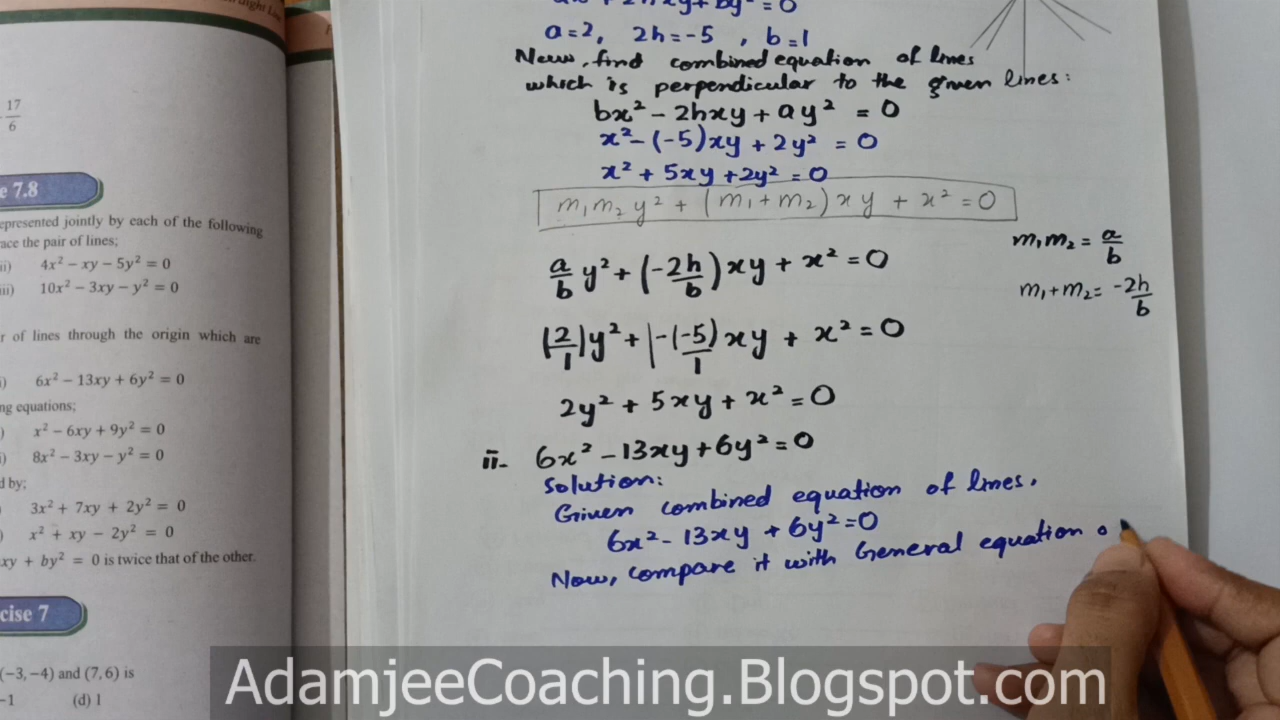 17
6
e 7.8
epresented jointly by each of the following
ace the pair of lines;
ii) 4x² − xy − 5y² = 0
iii) 10x² − 3xy − y² = 0
r of lines through the origin which are
i) 6x² − 13xy + 6y² = 0
ng equations;
) x² − 6xy + 9y² = 0
i) 8x² − 3xy − y² = 0
d by;
3x² + 7xy + 2y² = 0
) x² + xy − 2y² = 0
xy + by² = 0 is twice that of the other.
cise 7
(−3, −4) and (7, 6) is
−1 (d) 1
a=2, 2h=-5 , b=1
Now, find combined equation of lines
which is perpendicular to the given lines:
bx² - 2hxy + ay² = 0
x² - (-5)xy + 2y² = 0
x² + 5xy + 2y² = 0
m₁m₂y² + (m₁+m₂)xy + x² = 0
m₁m₂ = a/b
m₁+m₂ = -2h/b
a/b y² + (-2h/b)xy + x² = 0
(2/1)y² + |-(-5)/1)xy + x² = 0
2y² + 5xy + x² = 0
ii- 6x² - 13xy + 6y² = 0
Solution:
Given combined equation of lines.
6x² - 13xy + 6y² = 0
Now, compare it with General equation o
AdamjeeCoaching.Blogspot.com